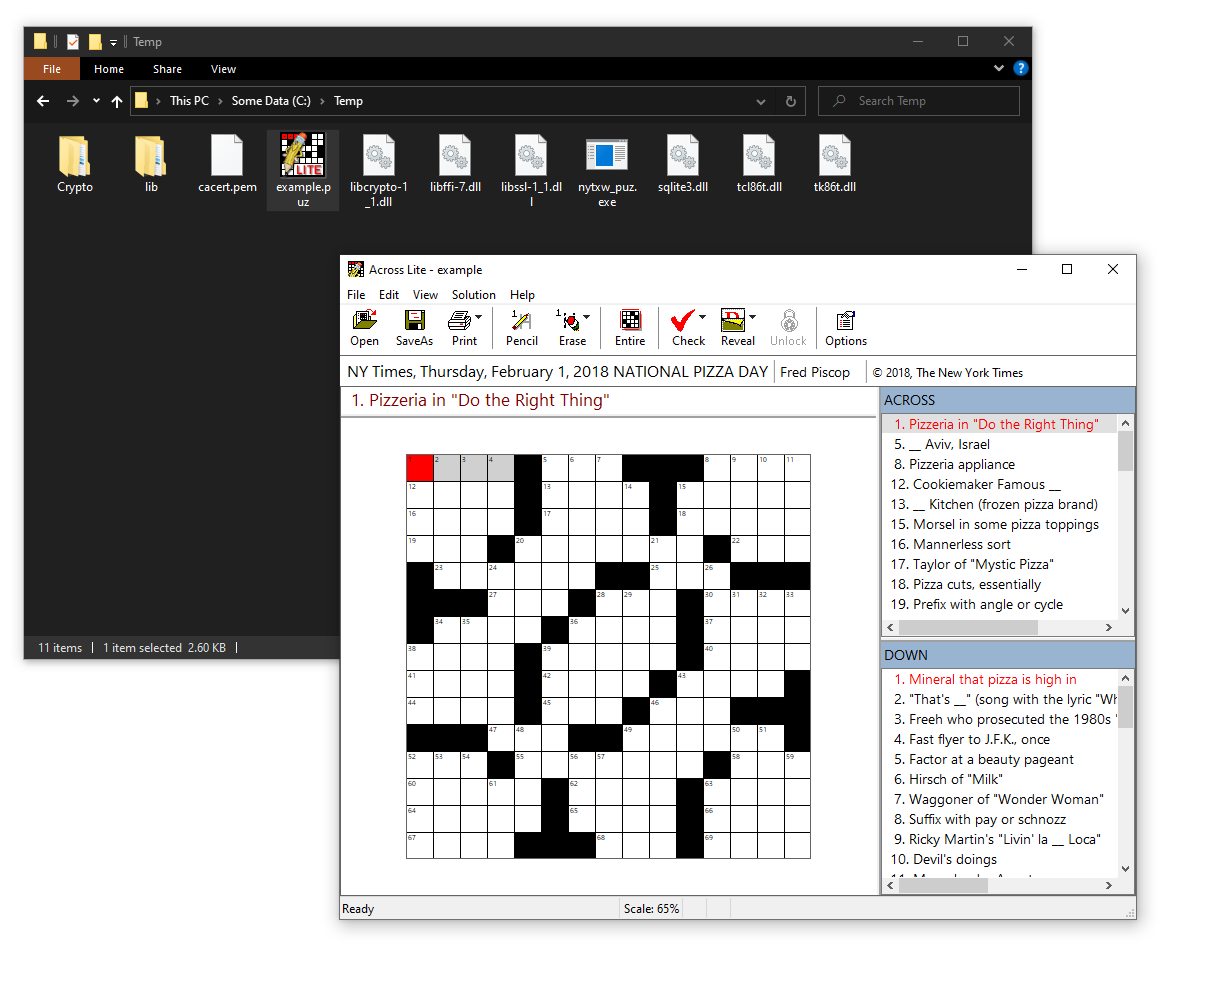 Temp
File Home Share View
This PC > Some Data (C:) > Temp
Search Temp
Crypto
lib
cacert.pem
LITE
example.p
uz
libcrypto-1
_1.dll
libffi-7.dll
libssl-1_1.dl
l
nytxw_puz.
exe
sqlite3.dll
tcl86t.dll
tk86t.dll
11 items 1 item selected 2.60 KB
Across Lite - example
File Edit View Solution Help
Open SaveAs Print Pencil Erase Entire Check Reveal Unlock Options
NY Times, Thursday, February 1, 2018 NATIONAL PIZZA DAY Fred Piscop © 2018, The New York Times
1. Pizzeria in "Do the Right Thing"
1 2 3 4 5 6 7 8 9 10 11
12 13 14 15
16 17 18
19 20 21 22
23 24 25 26
27 28 29 30 31 32 33
34 35 36 37
38 39 40
41 42 43
44 45 46
47 48 49 50 51
52 53 54 55 56 57 58 59
60 61 62 63
64 65 66
67 68 69
ACROSS
1. Pizzeria in "Do the Right Thing"
5. __ Aviv, Israel
8. Pizzeria appliance
12. Cookiemaker Famous __
13. __ Kitchen (frozen pizza brand)
15. Morsel in some pizza toppings
16. Mannerless sort
17. Taylor of "Mystic Pizza"
18. Pizza cuts, essentially
19. Prefix with angle or cycle
DOWN
1. Mineral that pizza is high in
2. "That's __" (song with the lyric "Wh
3. Freeh who prosecuted the 1980s "
4. Fast flyer to J.F.K., once
5. Factor at a beauty pageant
6. Hirsch of "Milk"
7. Waggoner of "Wonder Woman"
8. Suffix with pay or schnozz
9. Ricky Martin's "Livin' la __ Loca"
10. Devil's doings
Ready Scale: 65%